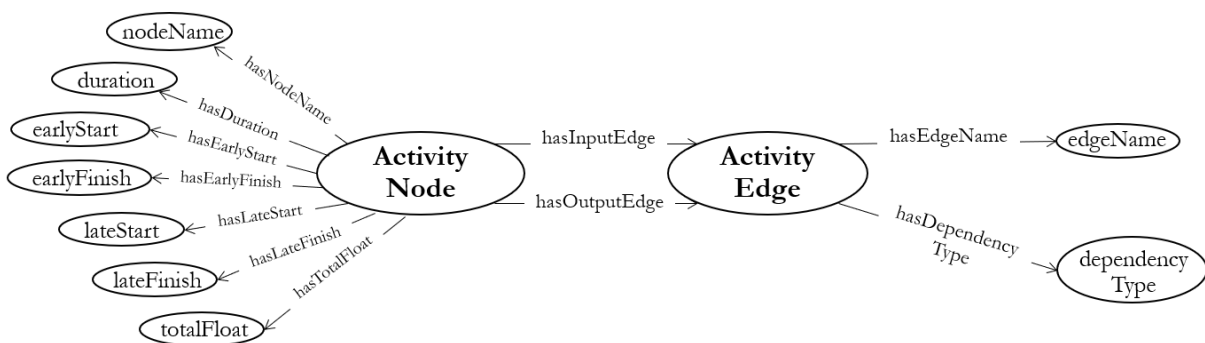 nodeName
hasNodeName
duration
hasDuration
earlyStart
hasEarlyStart
earlyFinish
hasEarlyFinish
lateStart
hasLateStart
lateFinish
hasLateFinish
totalFloat
hasTotalFloat
Activity
Node
hasInputEdge
hasOutputEdge
Activity
Edge
hasEdgeName
edgeName
hasDependency
Type
dependency
Type